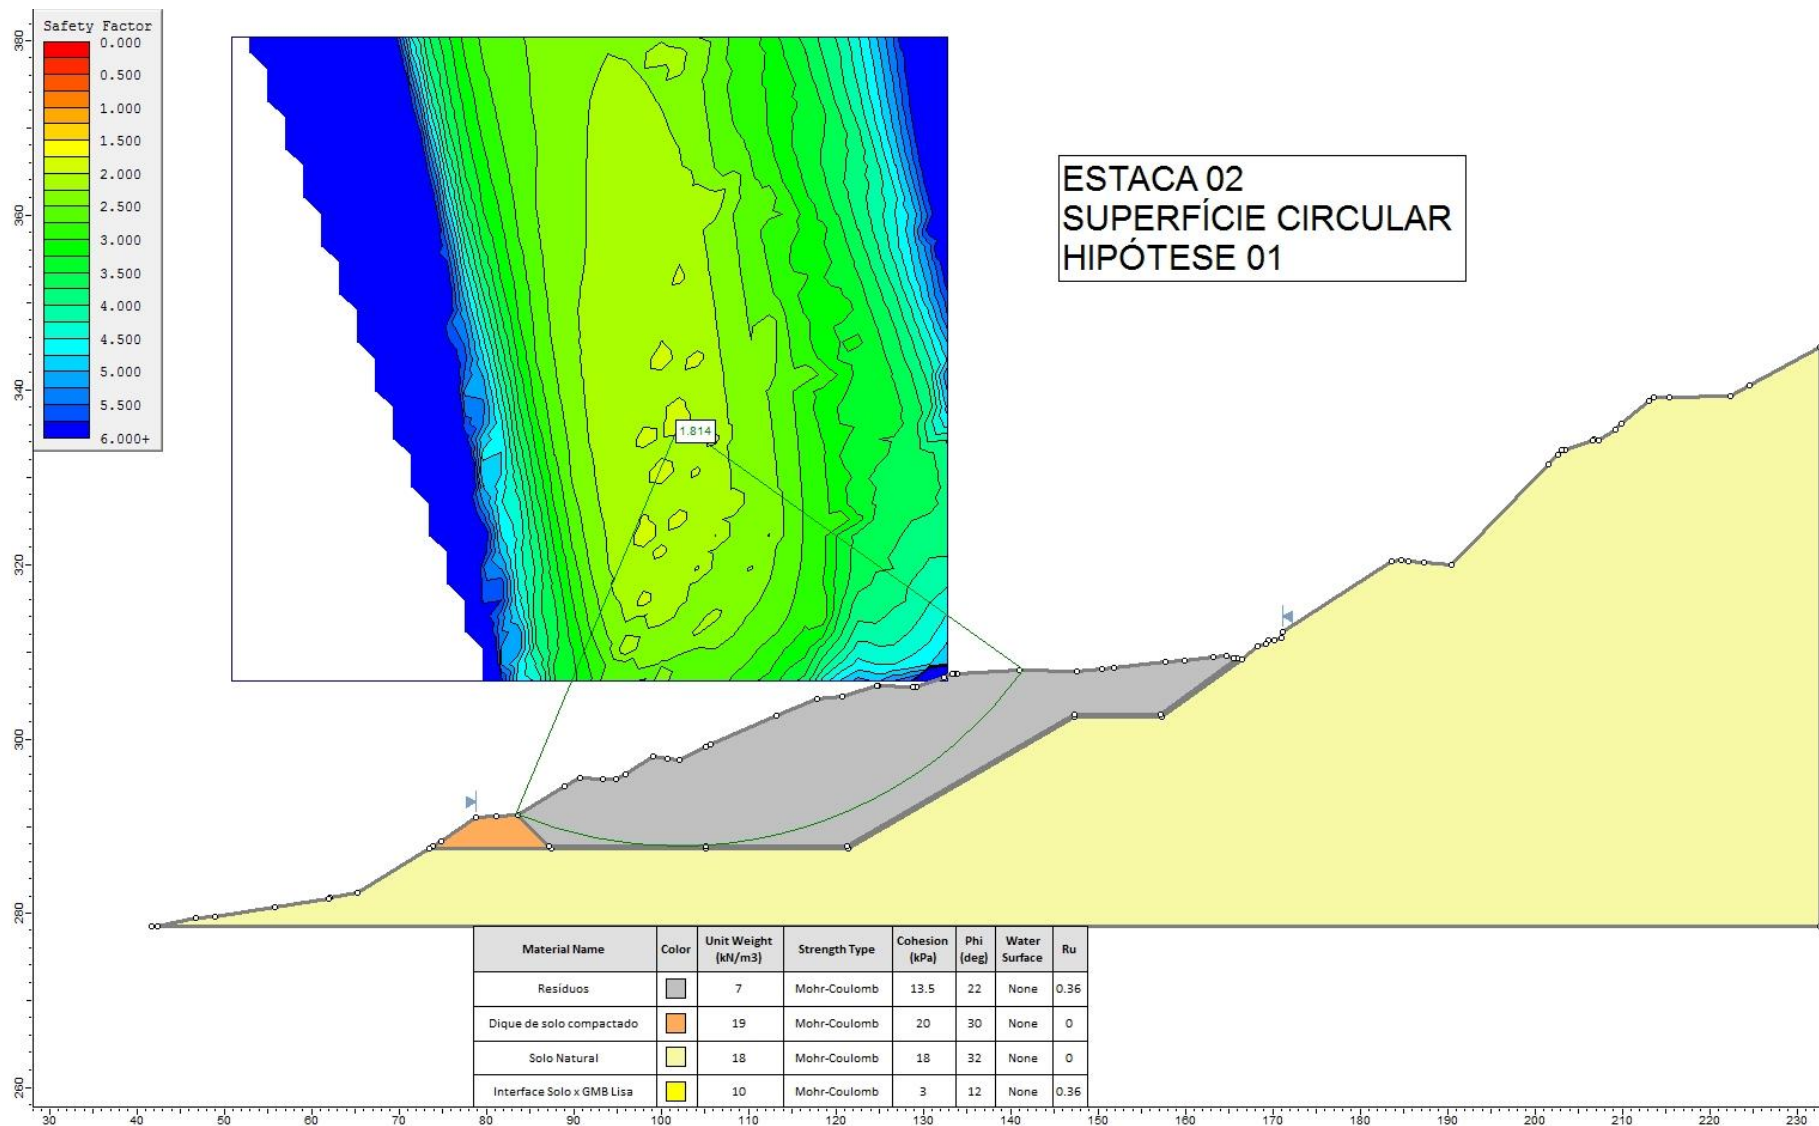 Safety Factor
0.000
0.500
1.000
1.500
2.000
2.500
3.000
3.500
4.000
4.500
5.000
5.500
6.000+
ESTACA 02
SUPERFÍCIE CIRCULAR
HIPÓTESE 01
1.814
380
360
340
320
300
280
260
Material Name Color Unit Weight (kN/m3) Strength Type Cohesion (kPa) Phi (deg) Water Surface Ru
Resíduos 7 Mohr-Coulomb 13.5 22 None 0.36
Dique de solo compactado 19 Mohr-Coulomb 20 30 None 0
Solo Natural 18 Mohr-Coulomb 18 32 None 0
Interface Solo x GMB Lisa 10 Mohr-Coulomb 3 12 None 0.36
30 40 50 60 70 80 90 100 110 120 130 140 150 160 170 180 190 200 210 220 230